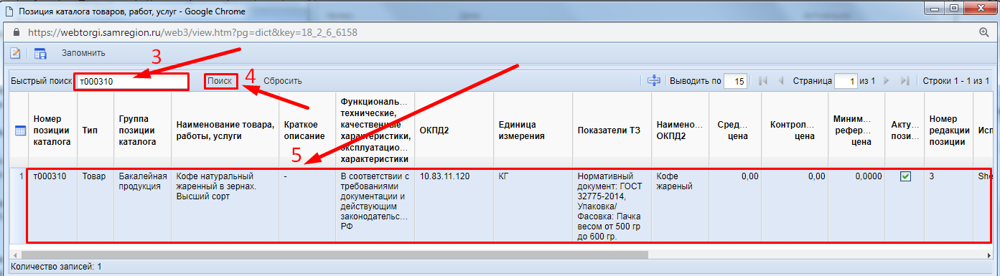 Позиция каталога товаров, работ, услуг - Google Chrome
https://webtorgi.samregion.ru/web3/view.htm?pg=dict&key=18_2_6_6158
Запомнить
3
Быстрый поиск т000310 Поиск 4 Сбросить Выводить по 15 Страница 1 из 1 Строки 1 - 1 из 1
Номер позиции каталога
Тип
Группа позиции каталога
Наименование товара, работы, услуги
Краткое описание
Функциональ... технические, качественные характеристики, эксплуатацио... характеристики
ОКПД2
Единица измерения
Показатели ТЗ
Наимено... ОКПД2
Сред... цена
Контрол... цена
Миним... рефер... цена
Акту... пози...
Номер редакции позиции
Исп
5
1
т000310
Товар
Бакалейная продукция
Кофе натуральный жаренный в зернах. Высший сорт
-
В соответствии с требованиями документации и действующим законодательс... РФ
10.83.11.120
КГ
Нормативный документ: ГОСТ 32775-2014, Упаковка/ Фасовка: Пачка весом от 500 гр до 600 гр.
Кофе жареный
0,00
0,00
0,0000
3
She
Количество записей: 1